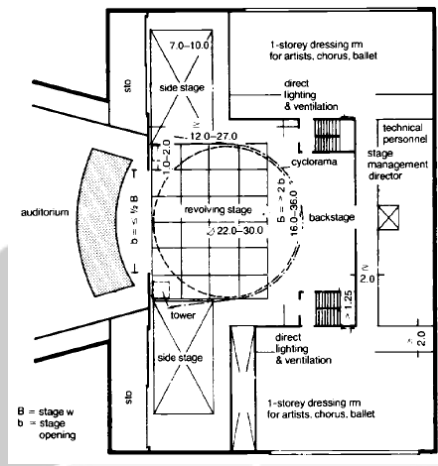 7.0–10.0
1-storey dressing rm
for artists, chorus, ballet
sto
side stage
direct
lighting
& ventilation
technical
personnel
stage
management
director
≥
12.0–27.0
1.0–2.0
cyclorama
auditorium
b = ≤ ½ B
revolving stage
∅ 22.0–30.0
B = > 2 b
16.0–36.0
backstage
≥
2.0
tower
> 1.25
side stage
direct
lighting
& ventilation
≥ 2.0
sto
1-storey dressing rm
for artists, chorus, ballet
B = stage w
b = stage
opening